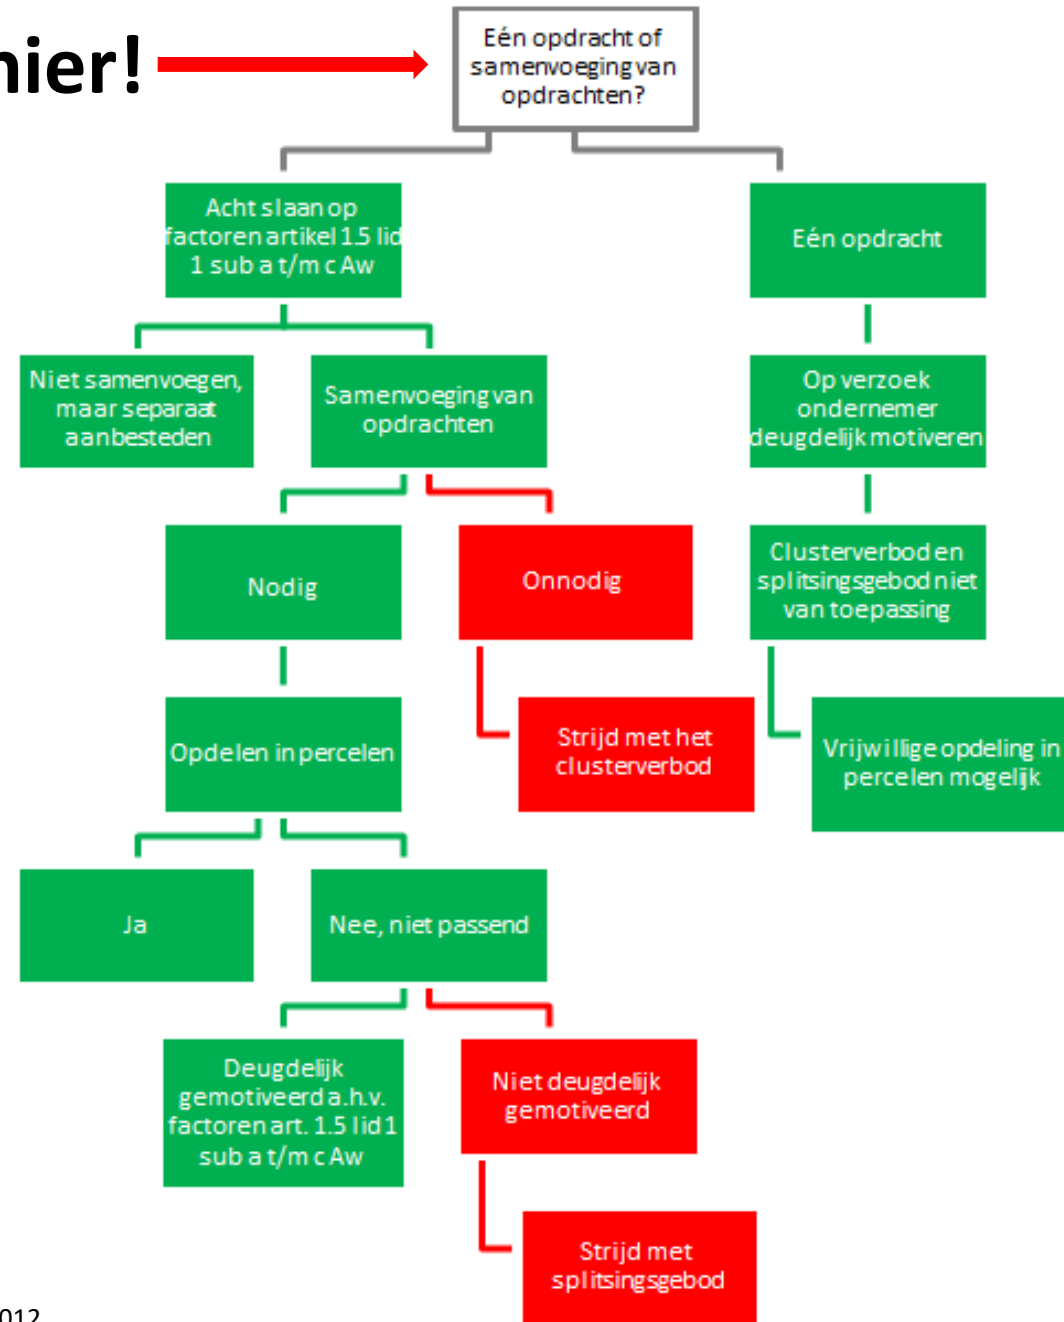 hier!
Eén opdracht of
samenvoeging van
opdrachten?
Acht slaan op
factoren artikel 1.5 lid
1 sub a t/m c Aw
Eén opdracht
Niet samenvoegen,
maar separaat
aanbesteden
Samenvoeging van
opdrachten
Op verzoek
ondernemer
deugdelijk motiveren
Nodig
Onnodig
Clusterverbod en
splitsingsgebod niet
van toepassing
Opdelen in percelen
Strijd met het
clusterverbod
Vrijwillige opdeling in
percelen mogelijk
Ja
Nee, niet passend
Deugdelijk
gemotiveerd a.h.v.
factoren art. 1.5 lid 1
sub a t/m c Aw
Niet deugdelijk
gemotiveerd
Strijd met
splitsingsgebod
012